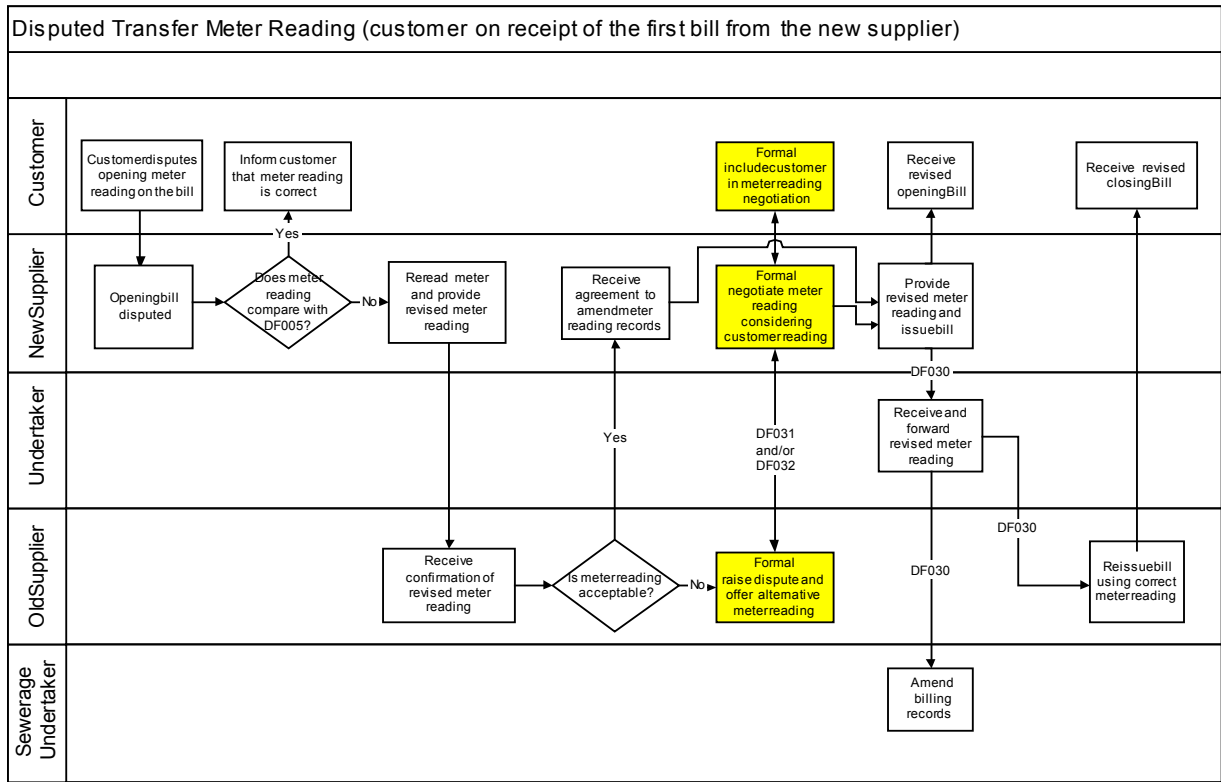 Disputed Transfer Meter Reading (customer on receipt of the first bill from the new supplier)
Customer
Customerdisputes
opening meter
reading on the bill
Inform customer
that meter reading
is correct
Formal
includecustomer
in meterreading
negotiation
Receive
revised
openingBill
Receive revised
closingBill
Yes
NewSupplier
Openingbill
disputed
Does meter
reading
compare with
DF005?
No
Reread meter
and provide
revised meter
reading
Receive
agreement to
amendmeter
reading records
Formal
negotiate meter
reading
considering
customerreading
Provide
revised meter
reading and
issuebill
DF030
Undertaker
Yes
DF031
and/or
DF032
Receive and
forward
revised meter
reading
DF030
DF030
OldSupplier
Receive
confirmation of
revised meter
reading
Is meterreading
acceptable?
No
Formal
raise dispute and
offer alternative
meterreading
Reissuebill
using correct
meterreading
Sewerage
Undertaker
Amend
billing
records